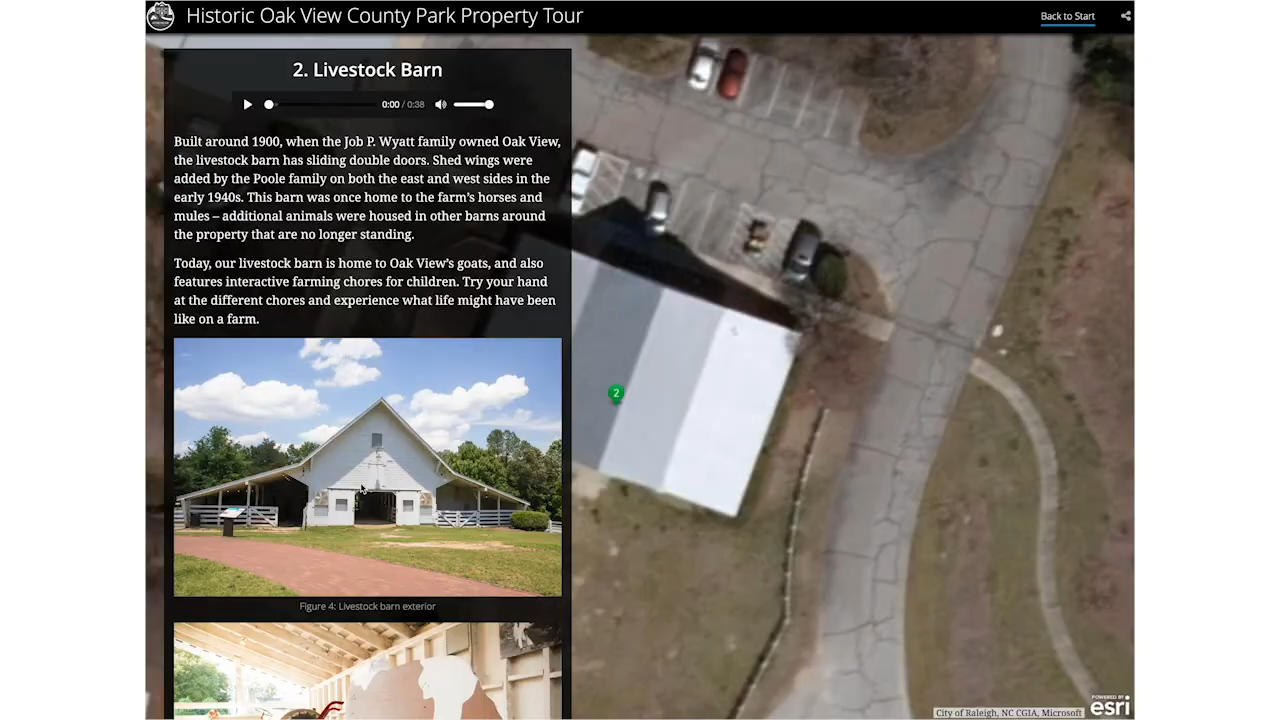 Historic Oak View County Park Property Tour
Back to Start
2. Livestock Barn
0:00 / 0:38
Built around 1900, when the Job P. Wyatt family owned Oak View,
the livestock barn has sliding double doors. Shed wings were
added by the Poole family on both the east and west sides in the
early 1940s. This barn was once home to the farm’s horses and
mules – additional animals were housed in other barns around
the property that are no longer standing.
Today, our livestock barn is home to Oak View’s goats, and also
features interactive farming chores for children. Try your hand
at the different chores and experience what life might have been
like on a farm.
2
Figure 4: Livestock barn exterior
POWERED BY
esri
City of Raleigh, NC CGIA, Microsoft